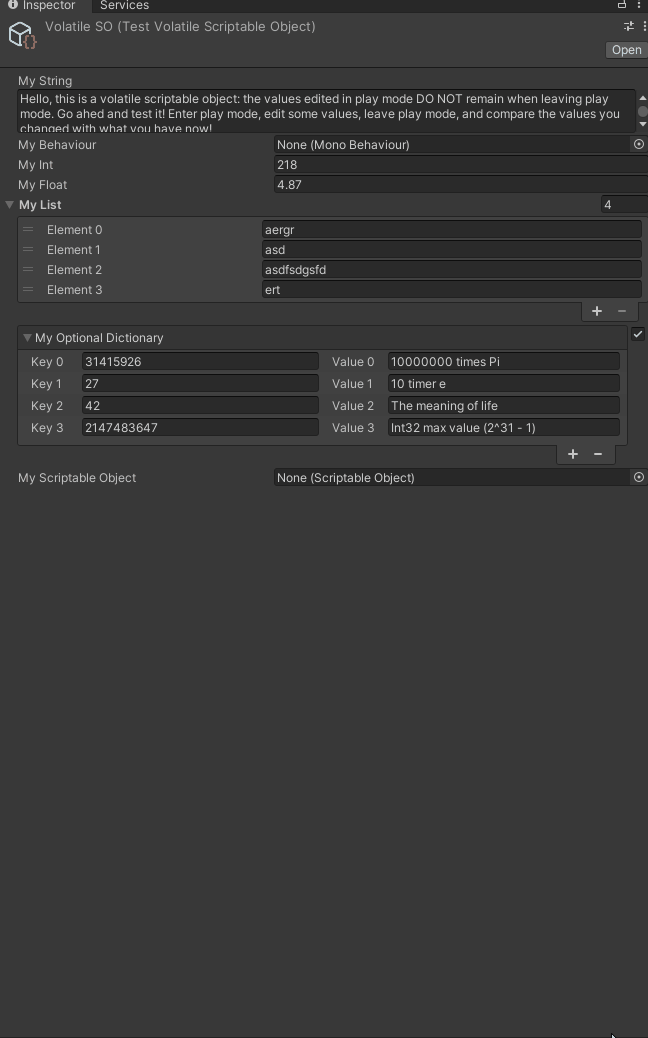 Inspector Services
Volatile SO (Test Volatile Scriptable Object)
Open
My String
Hello, this is a volatile scriptable object: the values edited in play mode DO NOT remain when leaving play
mode. Go ahed and test it! Enter play mode, edit some values, leave play mode, and compare the values you
changed with what you have now!
My Behaviour None (Mono Behaviour)
My Int 218
My Float 4.87
My List 4
Element 0 aergr
Element 1 asd
Element 2 asdfsdgsfd
Element 3 ert
+ −
My Optional Dictionary
Key 0 31415926 Value 0 10000000 times Pi
Key 1 27 Value 1 10 timer e
Key 2 42 Value 2 The meaning of life
Key 3 2147483647 Value 3 Int32 max value (2^31 - 1)
+ −
My Scriptable Object None (Scriptable Object)